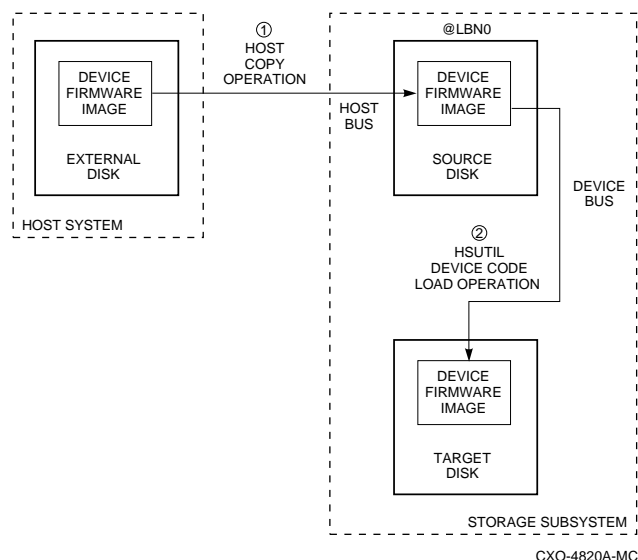 ①
HOST
COPY
OPERATION
@LBN0
DEVICE
FIRMWARE
IMAGE
EXTERNAL
DISK
HOST SYSTEM
HOST
BUS
DEVICE
FIRMWARE
IMAGE
SOURCE
DISK
DEVICE
BUS
②
HSUTIL
DEVICE CODE
LOAD OPERATION
DEVICE
FIRMWARE
IMAGE
TARGET
DISK
STORAGE SUBSYSTEM
CXO-4820A-MC